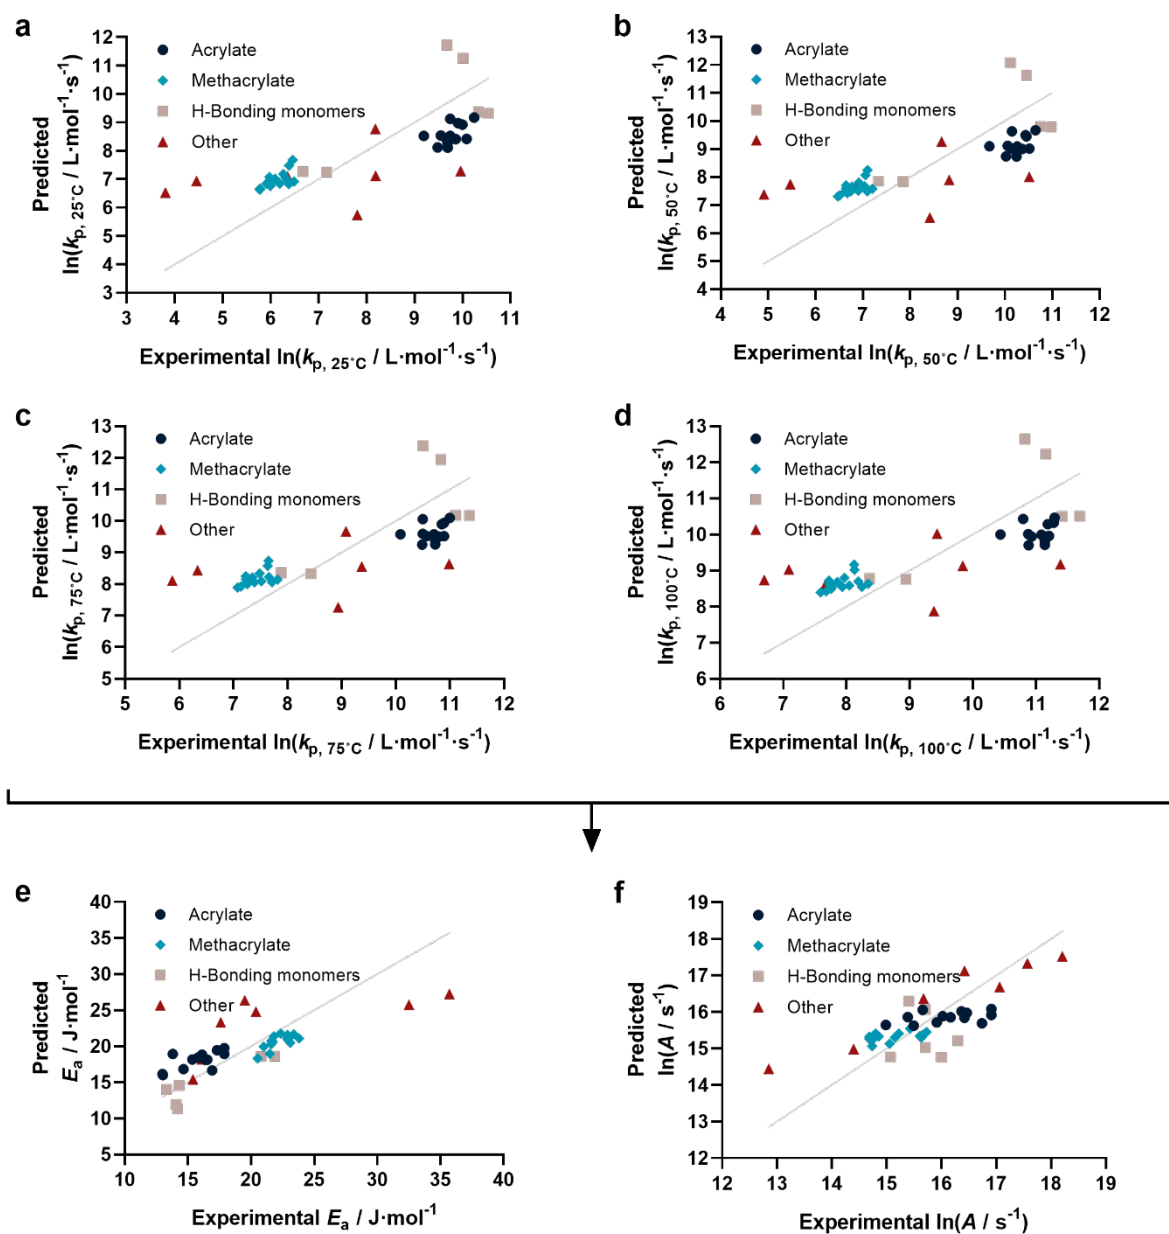 a
Predicted
ln(kp, 25°C / L·mol⁻¹·s⁻¹)
12
11
10
9
8
7
6
5
4
3
Acrylate
Methacrylate
H-Bonding monomers
Other
3 4 5 6 7 8 9 10 11
Experimental ln(kp, 25°C / L·mol⁻¹·s⁻¹)
b
Predicted
ln(kp, 50°C / L·mol⁻¹·s⁻¹)
13
12
11
10
9
8
7
6
5
4
Acrylate
Methacrylate
H-Bonding monomers
Other
4 5 6 7 8 9 10 11 12
Experimental ln(kp, 50°C / L·mol⁻¹·s⁻¹)
c
Predicted
ln(kp, 75°C / L·mol⁻¹·s⁻¹)
13
12
11
10
9
8
7
6
5
Acrylate
Methacrylate
H-Bonding monomers
Other
5 6 7 8 9 10 11 12
Experimental ln(kp, 75°C / L·mol⁻¹·s⁻¹)
d
Predicted
ln(kp, 100°C / L·mol⁻¹·s⁻¹)
13
12
11
10
9
8
7
6
Acrylate
Methacrylate
H-Bonding monomers
Other
6 7 8 9 10 11 12
Experimental ln(kp, 100°C / L·mol⁻¹·s⁻¹)
e
Predicted
Ea / J·mol⁻¹
40
35
30
25
20
15
10
5
Acrylate
Methacrylate
H-Bonding monomers
Other
10 15 20 25 30 35 40
Experimental Ea / J·mol⁻¹
f
Predicted
ln(A / s⁻¹)
19
18
17
16
15
14
13
12
Acrylate
Methacrylate
H-Bonding monomers
Other
12 13 14 15 16 17 18 19
Experimental ln(A / s⁻¹)